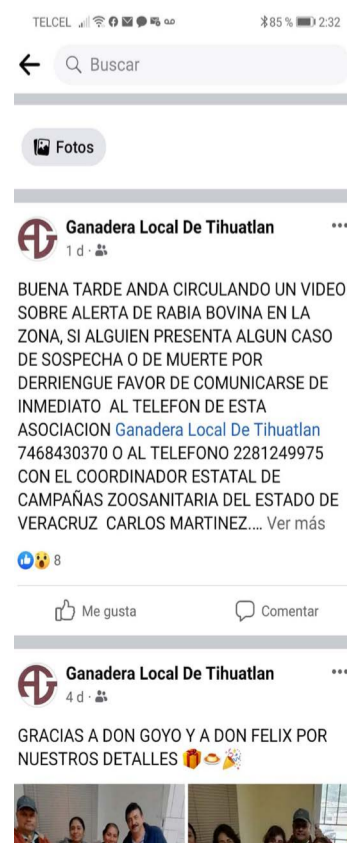 TELCEL 85 % 2:32
Buscar
Fotos
Ganadera Local De Tihuatlan
1 d
BUENA TARDE ANDA CIRCULANDO UN VIDEO
SOBRE ALERTA DE RABIA BOVINA EN LA
ZONA, SI ALGUIEN PRESENTA ALGUN CASO
DE SOSPECHA O DE MUERTE POR
DERRIENGUE FAVOR DE COMUNICARSE DE
INMEDIATO AL TELEFON DE ESTA
ASOCIACION Ganadera Local De Tihuatlan
7468430370 O AL TELEFONO 2281249975
CON EL COORDINADOR ESTATAL DE
CAMPAÑAS ZOOSANITARIA DEL ESTADO DE
VERACRUZ CARLOS MARTINEZ.... Ver más
8
Me gusta Comentar
Ganadera Local De Tihuatlan
4 d
GRACIAS A DON GOYO Y A DON FELIX POR
NUESTROS DETALLES 🎁🍮🎉